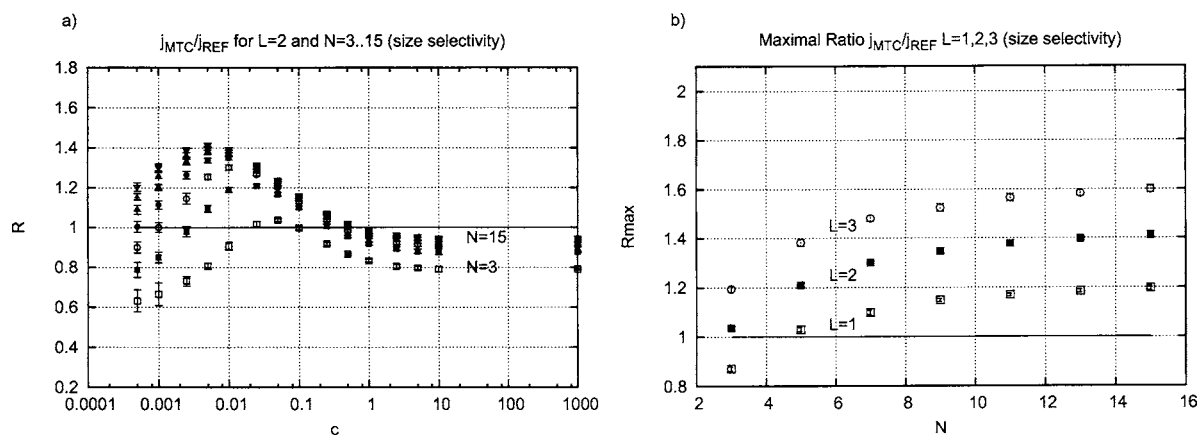 a)
j_MTC/j_REF for L=2 and N=3..15 (size selectivity)
1.8
1.6
1.4
1.2
1
0.8
0.6
0.4
0.2
R
N=15
N=3
0.0001 0.001 0.01 0.1 1 10 100 1000
c
b)
Maximal Ratio j_MTC/j_REF L=1,2,3 (size selectivity)
2
1.8
1.6
1.4
1.2
1
0.8
Rmax
L=3
L=2
L=1
2 4 6 8 10 12 14 16
N